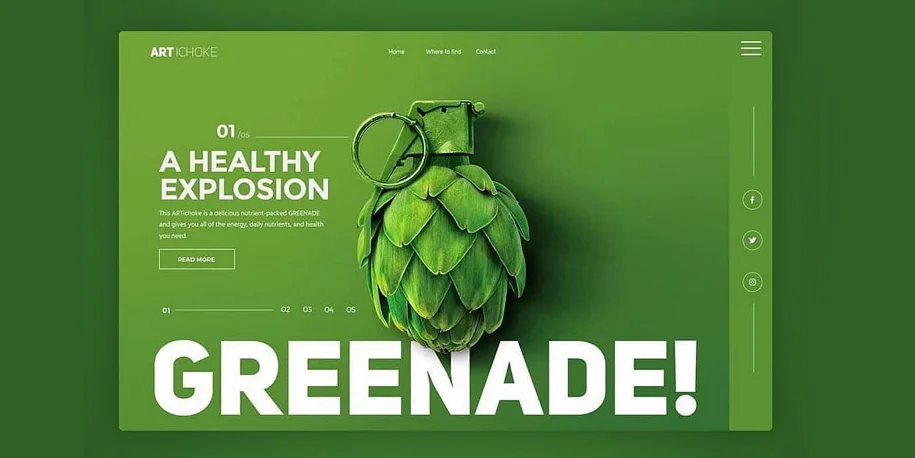 ARTICHOKE
Home Where to find Contact
01 /05
A HEALTHY
EXPLOSION
This ARTichoke is a delicious nutrient-packed GREENADE
and gives you all of the energy, daily nutrients, and health
you need.
READ MORE
01 02 03 04 05
GREENADE!